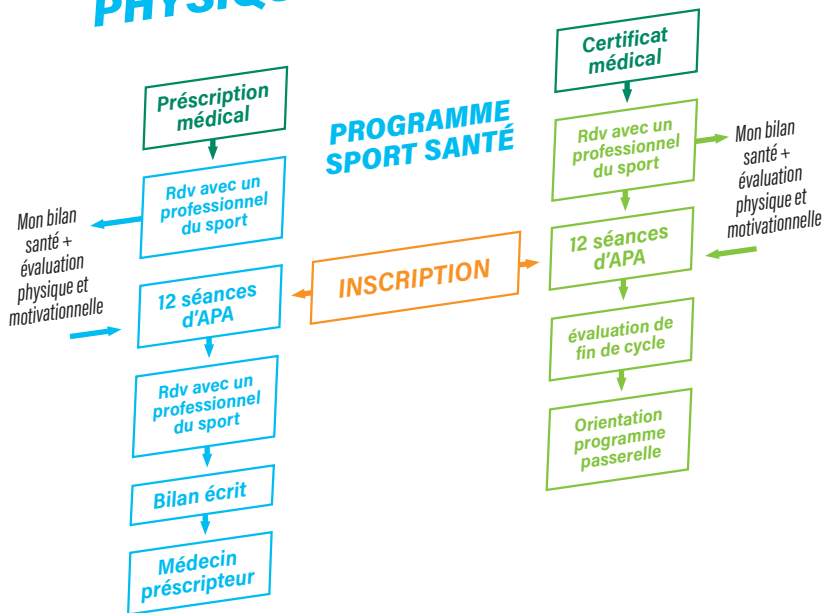 Préscription
médical
Rdv avec un
professionnel
du sport
Mon bilan
santé +
évaluation
physique et
motivationnelle
12 séances
d'APA
Rdv avec un
professionnel
du sport
Bilan écrit
Médecin
préscripteur
PROGRAMME
SPORT SANTÉ
INSCRIPTION
Certificat
médical
Rdv avec un
professionnel
du sport
Mon bilan
santé +
évaluation
physique et
motivationnelle
12 séances
d'APA
évaluation de
fin de cycle
Orientation
programme
passerelle